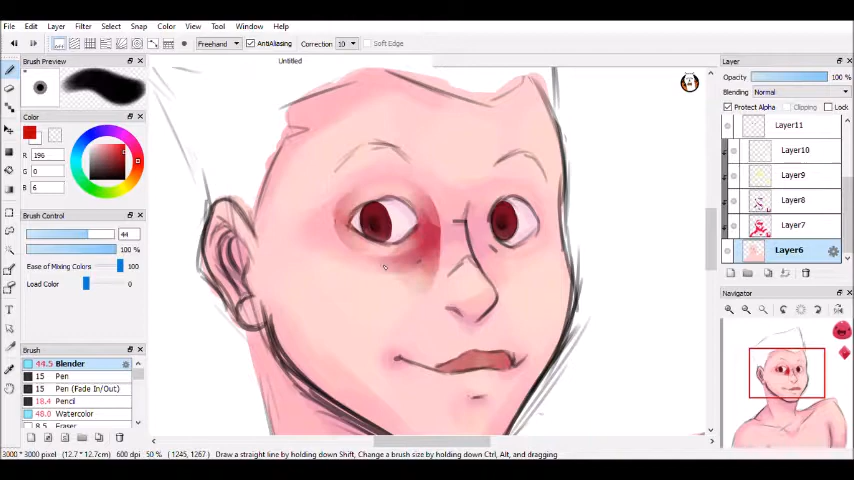 File Edit Layer Filter Select Snap Color View Tool Window Help
OFF Freehand AntiAliasing Correction 10 Soft Edge
Untitled
Brush Preview
Color
R 196
G 0
B 6
Brush Control
44
100 %
Ease of Mixing Colors 100
Load Color 0
Brush
44.5 Blender
15 Pen
15 Pen (Fade In/Out)
18.4 Pencil
48.0 Watercolor
8.5 Eraser
Layer
Opacity 100 %
Blending Normal
Protect Alpha Clipping Lock
Layer11
Layer10
Layer9
Layer8
Layer7
Layer6
Navigator
3000 * 3000 pixel (12.7 * 12.7cm) 600 dpi 50 % (1245, 1267) Draw a straight line by holding down Shift, Change a brush size by holding down Ctrl, Alt, and dragging